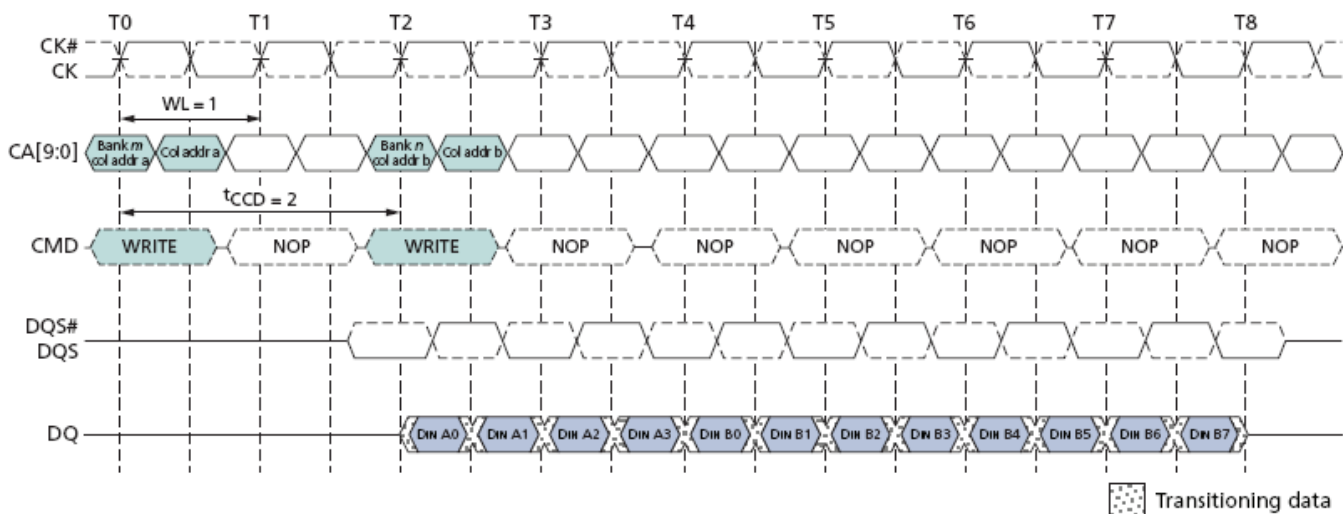 T0 T1 T2 T3 T4 T5 T6 T7 T8
CK#
CK
WL = 1
CA[9:0]
Bank m
col addr a
Col addr a
Bank n
col addr b
Col addr b
tCCD = 2
CMD WRITE NOP WRITE NOP NOP NOP NOP NOP NOP
DQS#
DQS
DQ DIN A0 DIN A1 DIN A2 DIN A3 DIN B0 DIN B1 DIN B2 DIN B3 DIN B4 DIN B5 DIN B6 DIN B7
Transitioning data